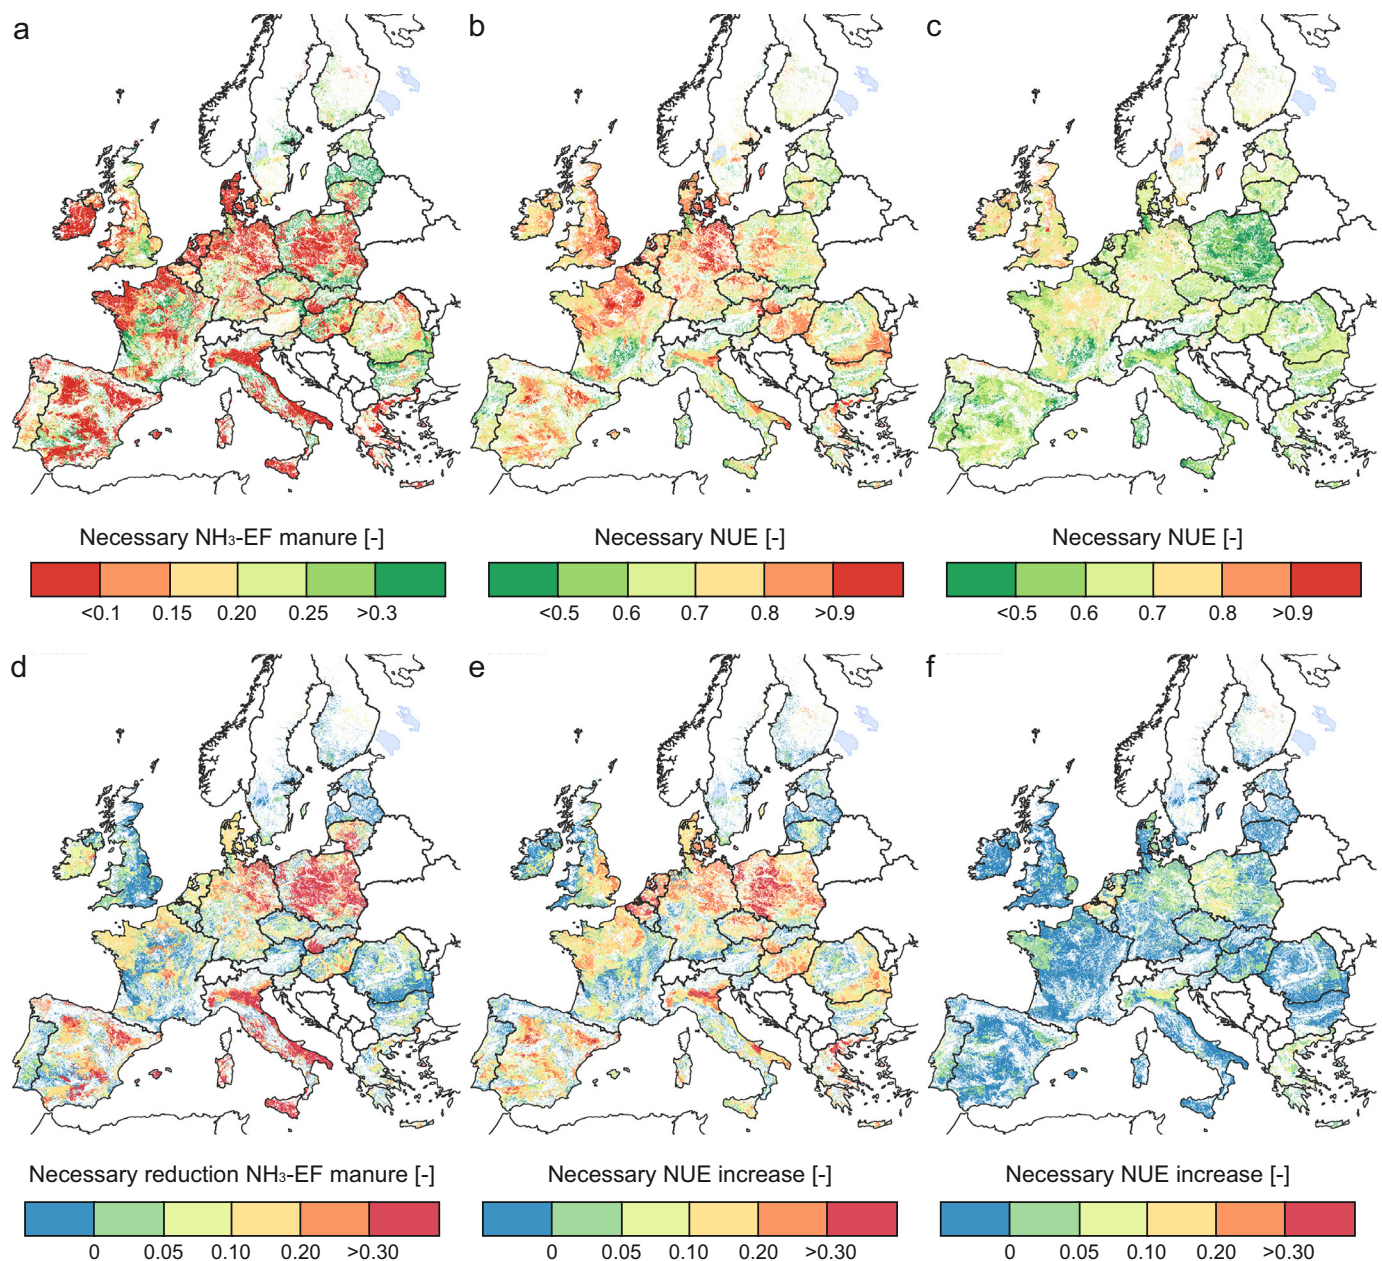 a
b
c
Necessary NH₃-EF manure [-]
<0.1 0.15 0.20 0.25 >0.3
Necessary NUE [-]
<0.5 0.6 0.7 0.8 >0.9
Necessary NUE [-]
<0.5 0.6 0.7 0.8 >0.9
d
e
f
Necessary reduction NH₃-EF manure [-]
0 0.05 0.10 0.20 >0.30
Necessary NUE increase [-]
0 0.05 0.10 0.20 >0.30
Necessary NUE increase [-]
0 0.05 0.10 0.20 >0.30